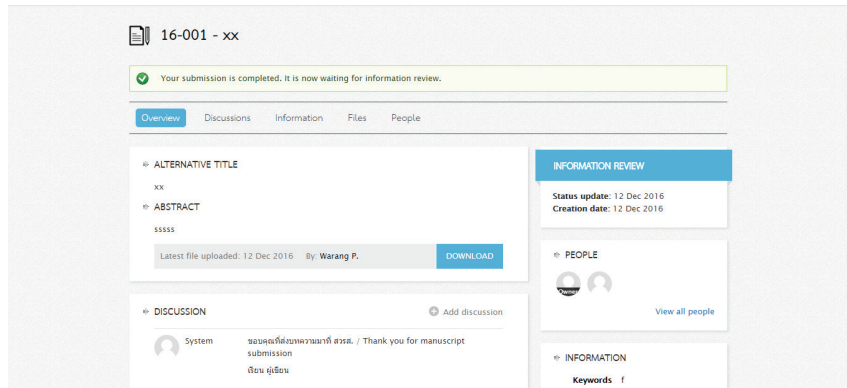 16-001 - xx
Your submission is completed. It is now waiting for information review.
Overview Discussions Information Files People
ALTERNATIVE TITLE
xx
ABSTRACT
sssss
Latest file uploaded: 12 Dec 2016 By: Warang P. DOWNLOAD
DISCUSSION Add discussion
System ขอบคุณที่ส่งบทความมาที่ สวรส. / Thank you for manuscript
submission
เรียน ผู้เขียน
INFORMATION REVIEW
Status update: 12 Dec 2016
Creation date: 12 Dec 2016
PEOPLE
Owner
View all people
INFORMATION
Keywords f